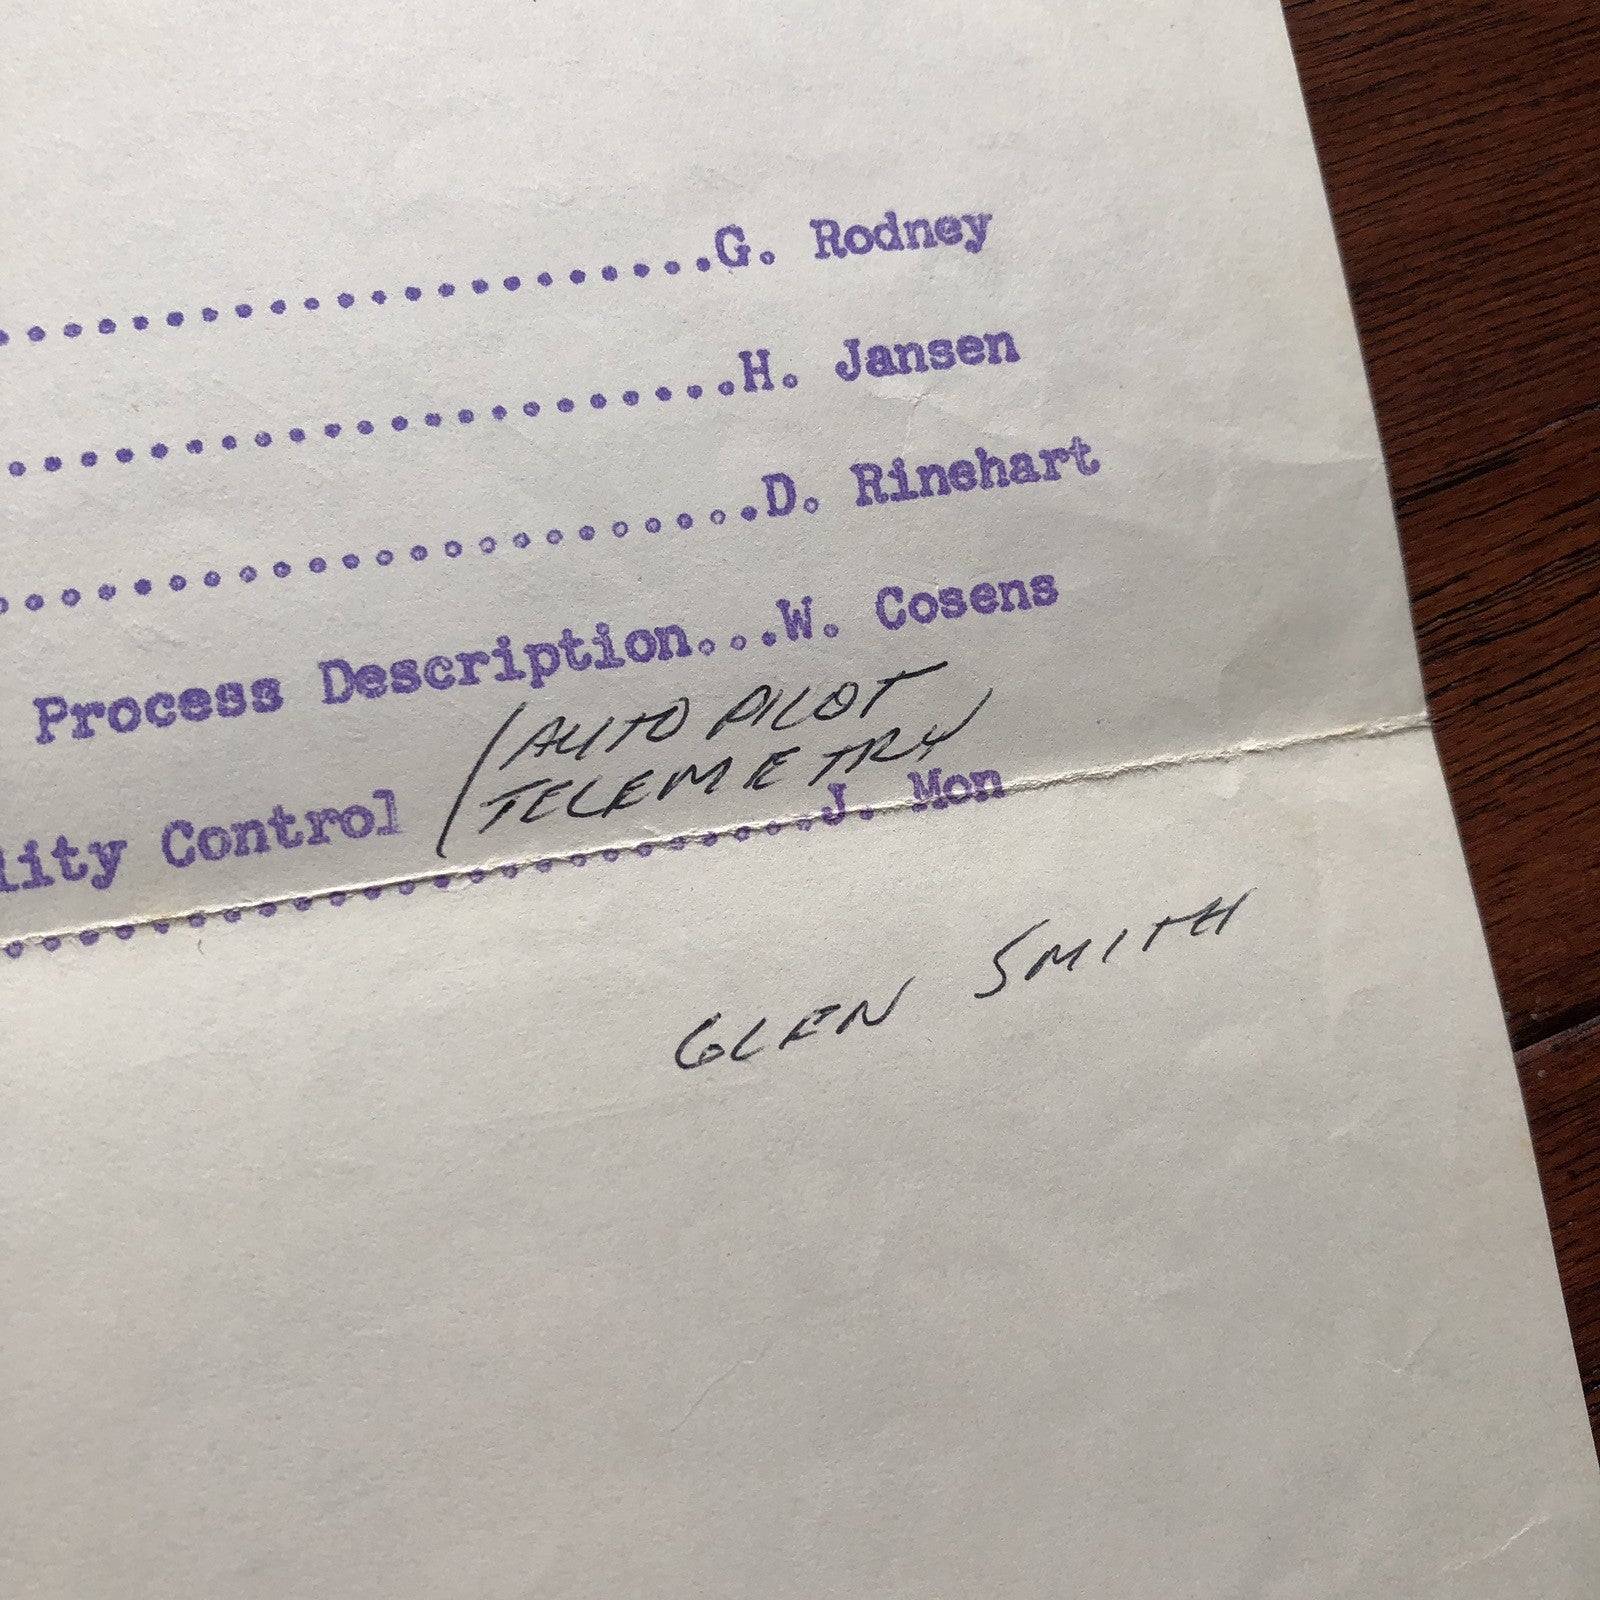 ...........................G. Rodney
...........................H. Jansen
...........................D. Rinehart
Process Description...W. Cosens
lity Control (AUTO PILOT
TELEMETRY)
...........................J. Mon
GLEN SMITH